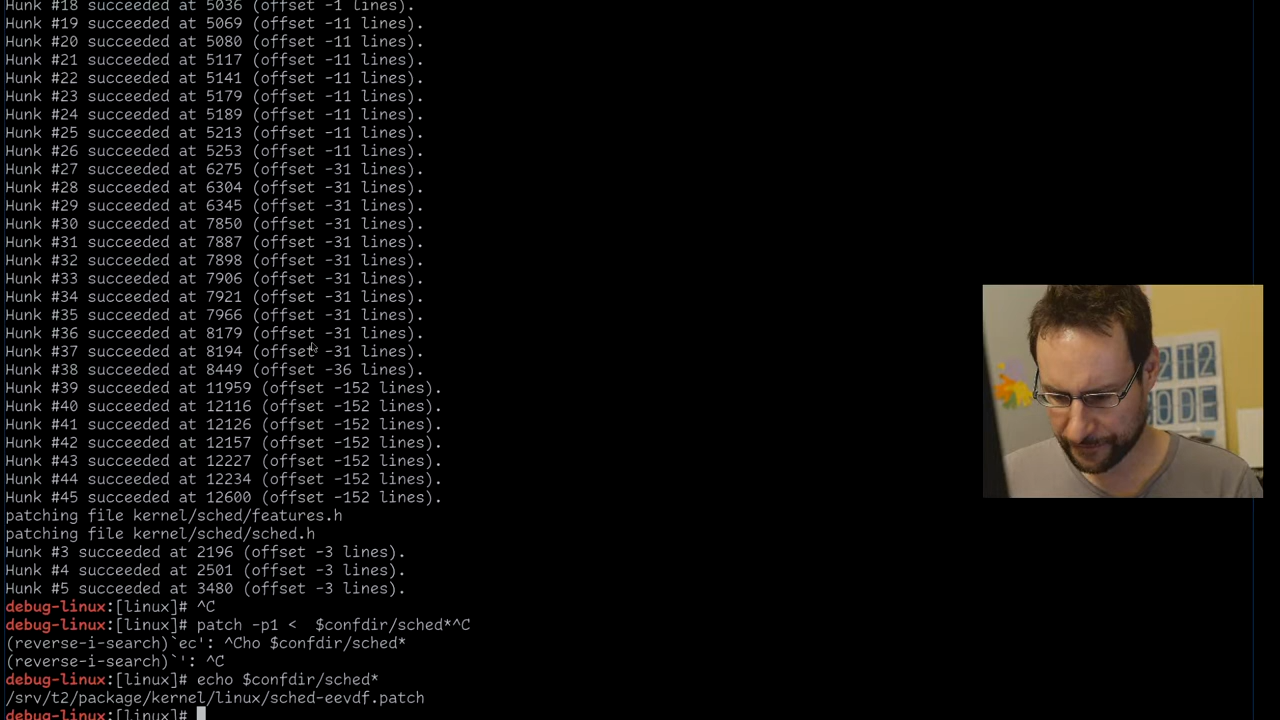 Hunk #18 succeeded at 5036 (offset -1 lines).
Hunk #19 succeeded at 5069 (offset -11 lines).
Hunk #20 succeeded at 5080 (offset -11 lines).
Hunk #21 succeeded at 5117 (offset -11 lines).
Hunk #22 succeeded at 5141 (offset -11 lines).
Hunk #23 succeeded at 5179 (offset -11 lines).
Hunk #24 succeeded at 5189 (offset -11 lines).
Hunk #25 succeeded at 5213 (offset -11 lines).
Hunk #26 succeeded at 5253 (offset -11 lines).
Hunk #27 succeeded at 6275 (offset -31 lines).
Hunk #28 succeeded at 6304 (offset -31 lines).
Hunk #29 succeeded at 6345 (offset -31 lines).
Hunk #30 succeeded at 7850 (offset -31 lines).
Hunk #31 succeeded at 7887 (offset -31 lines).
Hunk #32 succeeded at 7898 (offset -31 lines).
Hunk #33 succeeded at 7906 (offset -31 lines).
Hunk #34 succeeded at 7921 (offset -31 lines).
Hunk #35 succeeded at 7966 (offset -31 lines).
Hunk #36 succeeded at 8179 (offset -31 lines).
Hunk #37 succeeded at 8194 (offset -31 lines).
Hunk #38 succeeded at 8449 (offset -36 lines).
Hunk #39 succeeded at 11959 (offset -152 lines).
Hunk #40 succeeded at 12116 (offset -152 lines).
Hunk #41 succeeded at 12126 (offset -152 lines).
Hunk #42 succeeded at 12157 (offset -152 lines).
Hunk #43 succeeded at 12227 (offset -152 lines).
Hunk #44 succeeded at 12234 (offset -152 lines).
Hunk #45 succeeded at 12600 (offset -152 lines).
patching file kernel/sched/features.h
patching file kernel/sched/sched.h
Hunk #3 succeeded at 2196 (offset -3 lines).
Hunk #4 succeeded at 2501 (offset -3 lines).
Hunk #5 succeeded at 3480 (offset -3 lines).
debug-linux:[linux]# ^C
debug-linux:[linux]# patch -p1 <  $confdir/sched*^C
(reverse-i-search)`ec': ^Cho $confdir/sched*
(reverse-i-search)`': ^C
debug-linux:[linux]# echo $confdir/sched*
/srv/t2/package/kernel/linux/sched-eevdf.patch
debug-linux:[linux]#
T2
ODE